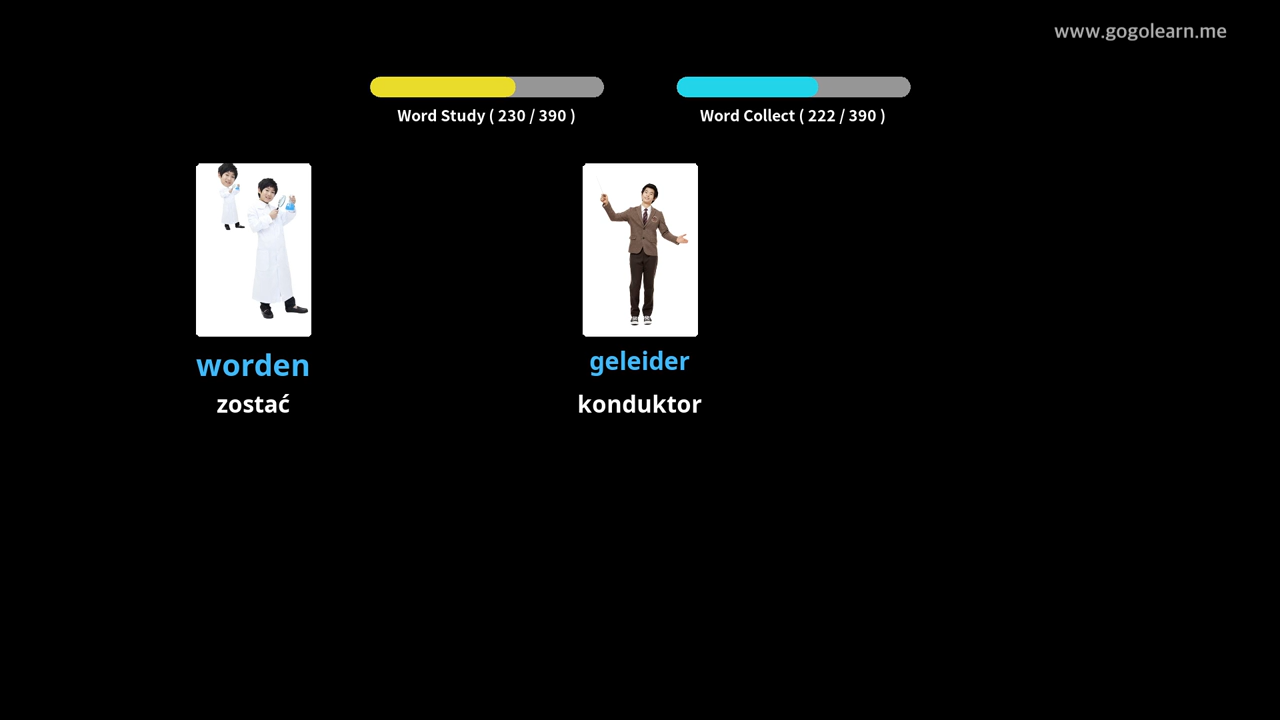 www.gogolearn.me
Word Study ( 230 / 390 )
Word Collect ( 222 / 390 )
worden
zostać
geleider
konduktor